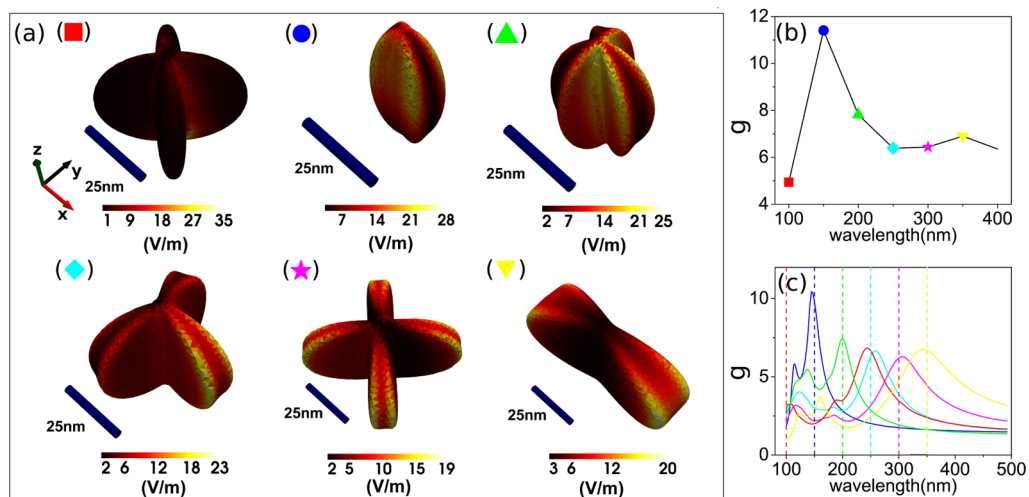 (a) ( ) ( ) ( ) (b)
z
y
x
25nm
25nm
25nm
1 9 18 27 35
(V/m)
7 14 21 28
(V/m)
2 7 14 21 25
(V/m)
( ) ( ) ( )
25nm
25nm
25nm
2 6 12 18 23
(V/m)
2 5 10 15 19
(V/m)
3 6 12 20
(V/m)
12
10
8
6
4
g
100 200 300 400
wavelength(nm)
(c)
10
5
0
g
100 200 300 400 500
wavelength(nm)